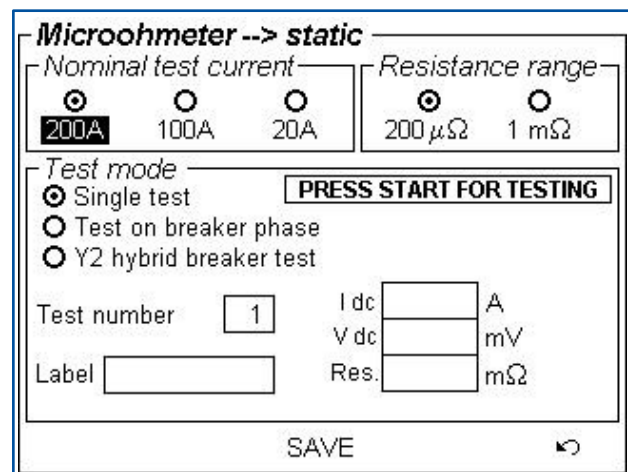 Microohmeter --> static
Nominal test current
200A 100A 20A
Resistance range
200 μΩ 1 mΩ
Test mode
Single test
PRESS START FOR TESTING
Test on breaker phase
Y2 hybrid breaker test
Test number 1
Label
I dc A
V dc mV
Res. mΩ
SAVE